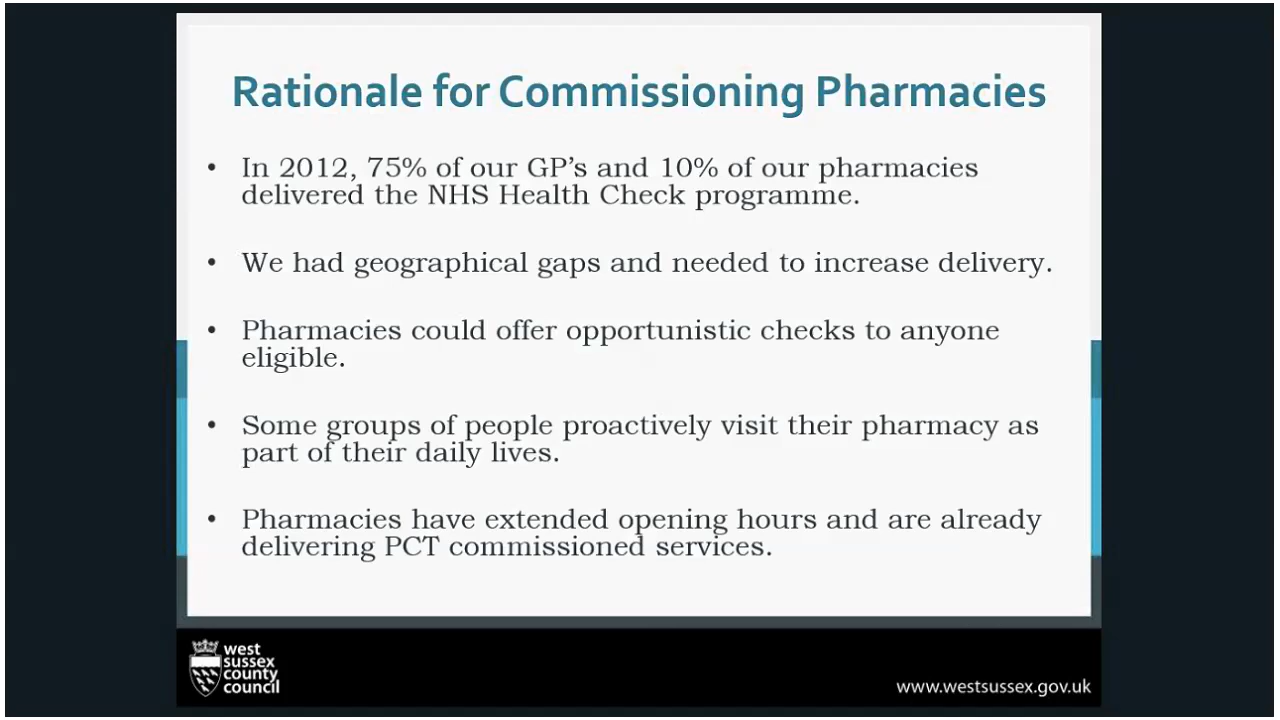 Rationale for Commissioning Pharmacies
• In 2012, 75% of our GP's and 10% of our pharmacies
delivered the NHS Health Check programme.
• We had geographical gaps and needed to increase delivery.
• Pharmacies could offer opportunistic checks to anyone
eligible.
• Some groups of people proactively visit their pharmacy as
part of their daily lives.
• Pharmacies have extended opening hours and are already
delivering PCT commissioned services.
west
sussex
county
council
www.westsussex.gov.uk